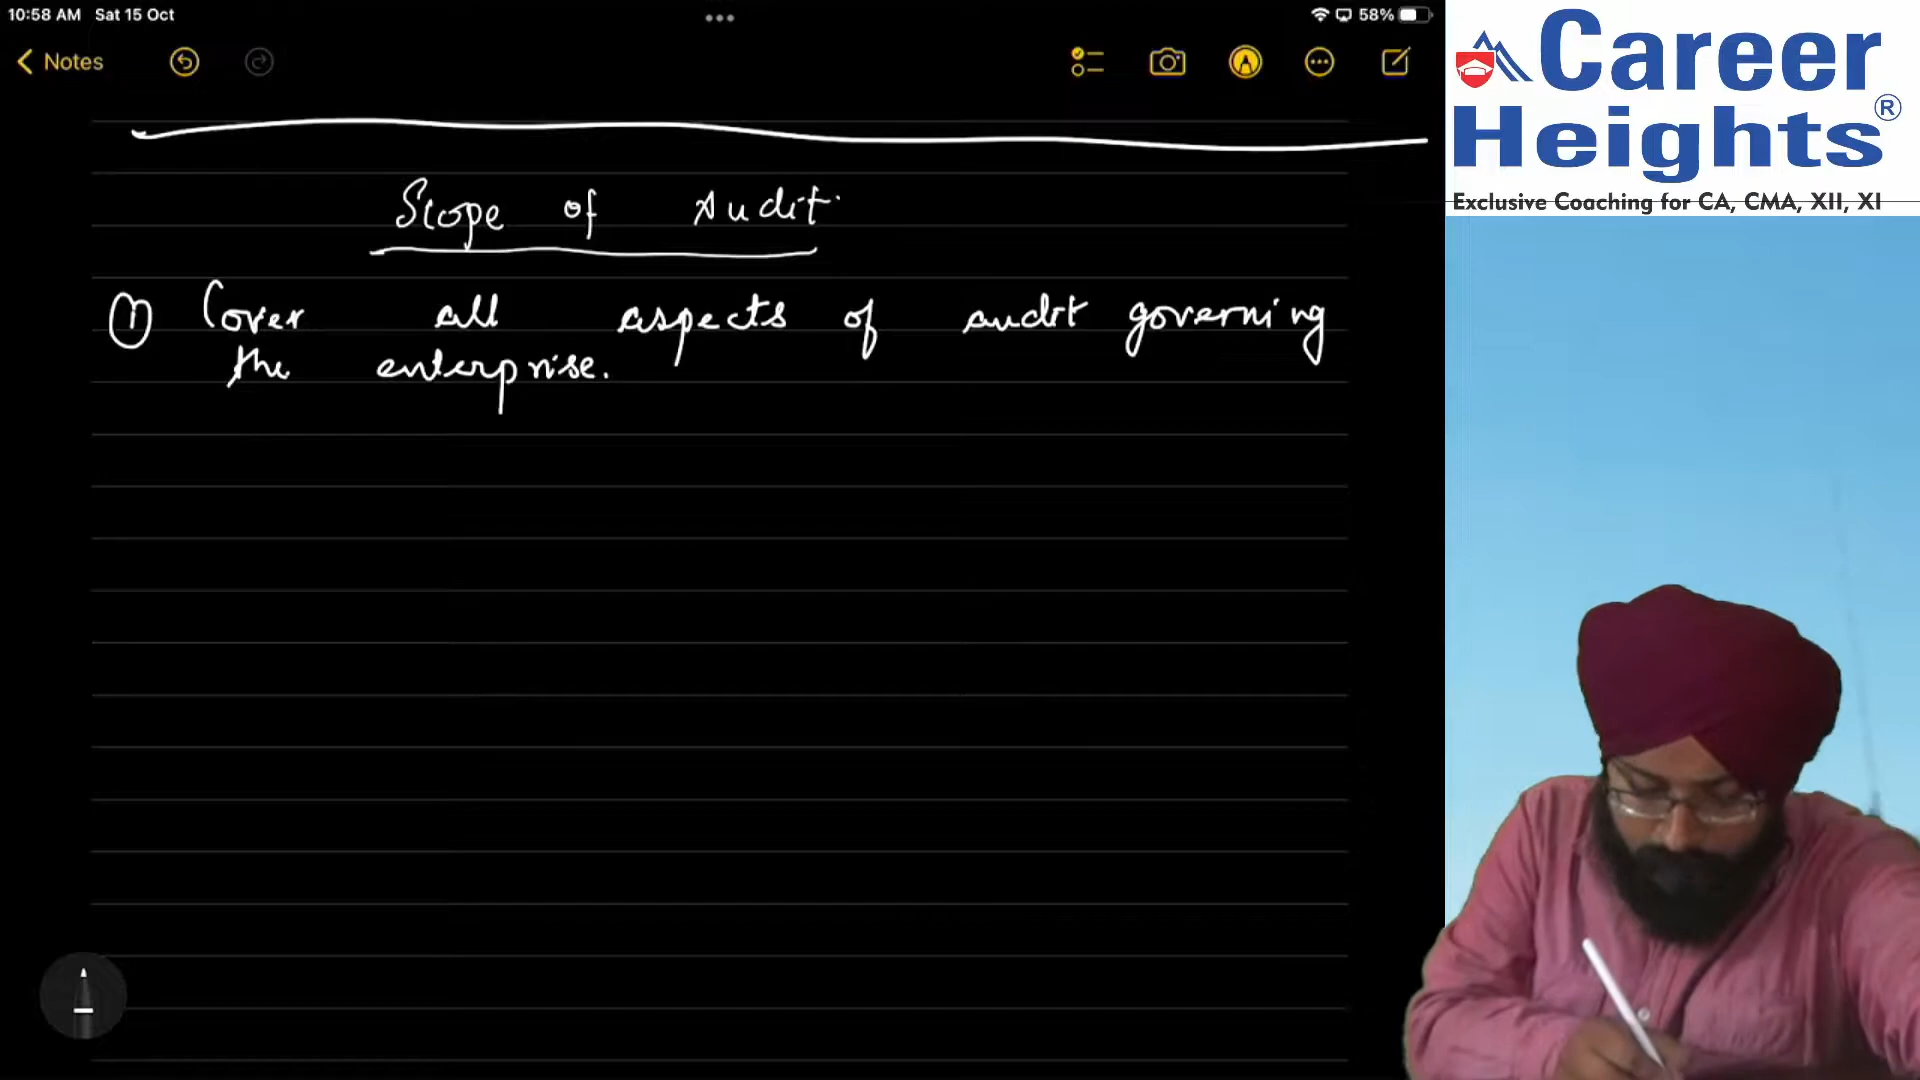 10:58 AM Sat 15 Oct
58%
Notes
Career
Heights®
Exclusive Coaching for CA, CMA, XII, XI
Scope of Audit
① Cover all aspects of audit governing
the enterprise.